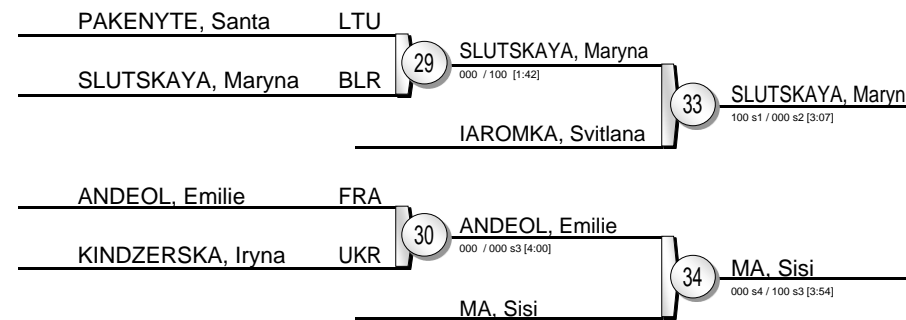 PAKENYTE, Santa LTU
29
SLUTSKAYA, Maryna
000 / 100 [1:42]
SLUTSKAYA, Maryna BLR
33
SLUTSKAYA, Maryn
100 s1 / 000 s2 [3:07]
IAROMKA, Svitlana
ANDEOL, Emilie FRA
30
ANDEOL, Emilie
000 / 000 s3 [4:00]
KINDZERSKA, Iryna UKR
34
MA, Sisi
000 s4 / 100 s3 [3:54]
MA, Sisi